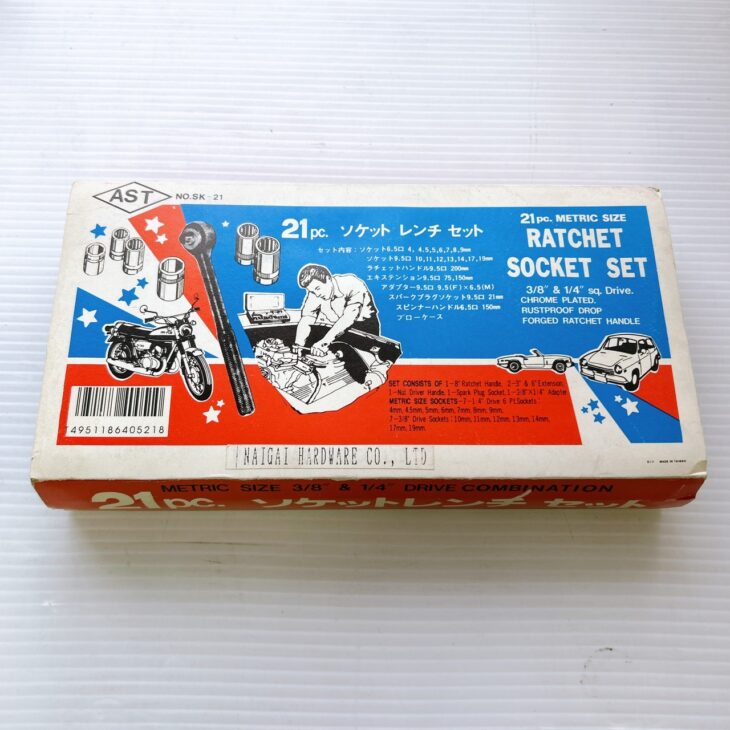 AST
NO.SK-21
21pc. ソケット レンチ セット
セット内容：ソケット6.5口 4, 4.5,5,6,7,8,9㎜
ソケット9.5口 10,11,12,13,14,17,19㎜
ラチェットハンドル9.5口 200㎜
エキステンション9.5口 75,150㎜
アダプター9.5口 9.5(F)×6.5(M)
スパークプラグソケット9.5口 21㎜
スピンナーハンドル6.5口 150㎜
ブローケース
21pc. METRIC SIZE
RATCHET
SOCKET SET
3/8" & 1/4" sq. Drive.
CHROME PLATED.
RUSTPROOF DROP
FORGED RATCHET HANDLE
SET CONSISTS OF 1-8" Ratchet Handle, 2-3" & 6" Extension
1-Nut Driver Handle, 1-Spark Plug Socket, 1-3/8"×1/4" Adapter
METRIC SIZE SOCKETS-7-1 4" Drive 6 Pt.Sockets:
4mm, 4.5mm, 5mm, 6mm, 7mm, 8mm, 9mm,
7-3/8" Drive Sockets: 10mm, 11mm, 12mm, 13mm, 14mm,
17mm, 19mm.
4951186405218
NAIGAI HARDWARE CO., LTD
MADE IN TAIWAN
METRIC SIZE 3/8" & 1/4" DRIVE COMBINATION
21pc. ソケットレンチ セット